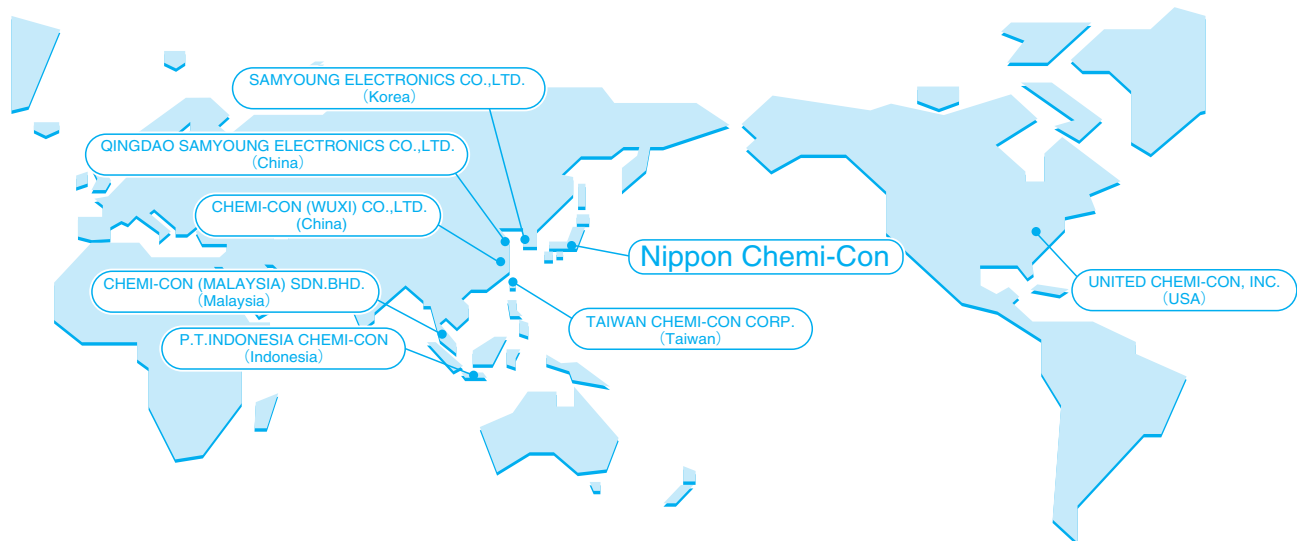 SAMYOUNG ELECTRONICS CO.,LTD.
（Korea）
QINGDAO SAMYOUNG ELECTRONICS CO.,LTD.
（China）
CHEMI-CON (WUXI) CO.,LTD.
(China)
Nippon Chemi-Con
CHEMI-CON (MALAYSIA) SDN.BHD.
（Malaysia）
UNITED CHEMI-CON, INC.
（USA）
TAIWAN CHEMI-CON CORP.
（Taiwan）
P.T.INDONESIA CHEMI-CON
（Indonesia）